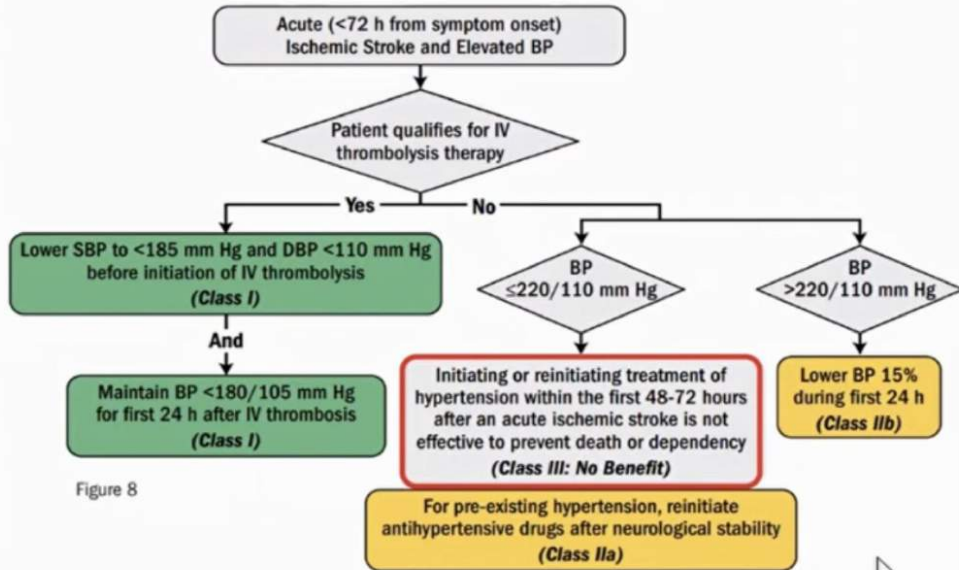 Acute (<72 h from symptom onset)
Ischemic Stroke and Elevated BP
Patient qualifies for IV
thrombolysis therapy
Yes
No
Lower SBP to <185 mm Hg and DBP <110 mm Hg
before initiation of IV thrombolysis
(Class I)
And
Maintain BP <180/105 mm Hg
for first 24 h after IV thrombosis
(Class I)
BP
≤220/110 mm Hg
Initiating or reinitiating treatment of
hypertension within the first 48-72 hours
after an acute ischemic stroke is not
effective to prevent death or dependency
(Class III: No Benefit)
For pre-existing hypertension, reinitiate
antihypertensive drugs after neurological stability
(Class IIa)
BP
>220/110 mm Hg
Lower BP 15%
during first 24 h
(Class IIb)
Figure 8